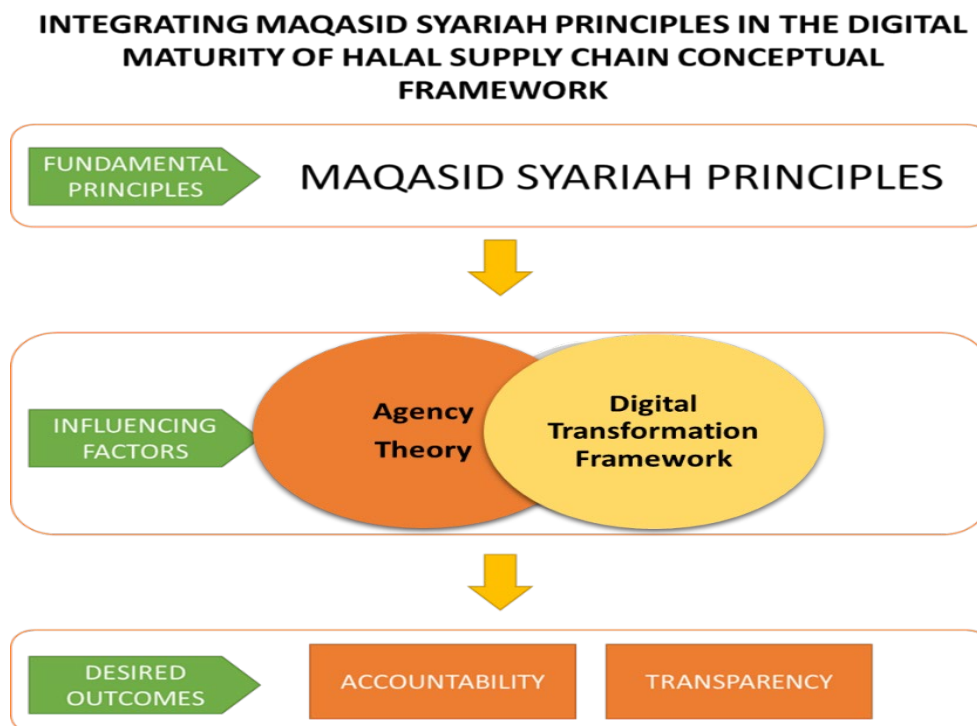 INTEGRATING MAQASID SYARIAH PRINCIPLES IN THE DIGITAL
MATURITY OF HALAL SUPPLY CHAIN CONCEPTUAL
FRAMEWORK
FUNDAMENTAL
PRINCIPLES
MAQASID SYARIAH PRINCIPLES
INFLUENCING
FACTORS
Agency
Theory
Digital
Transformation
Framework
DESIRED
OUTCOMES
ACCOUNTABILITY
TRANSPARENCY